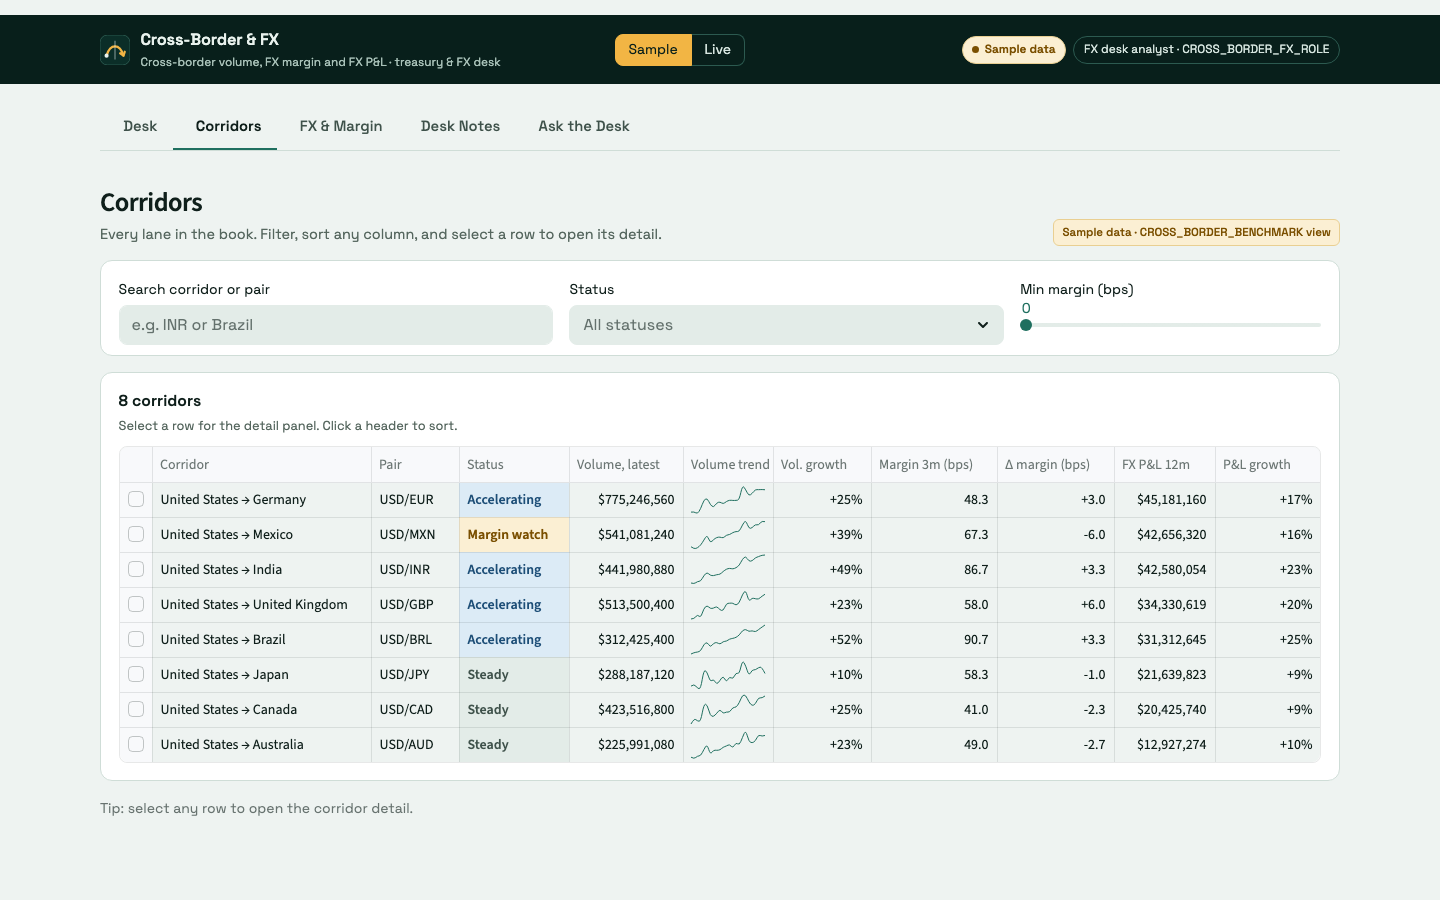 Cross-Border & FX
Cross-border volume, FX margin and FX P&L · treasury & FX desk
Sample Live
Sample data
FX desk analyst · CROSS_BORDER_FX_ROLE
Desk Corridors FX & Margin Desk Notes Ask the Desk
Corridors
Every lane in the book. Filter, sort any column, and select a row to open its detail.
Sample data · CROSS_BORDER_BENCHMARK view
Search corridor or pair
e.g. INR or Brazil
Status
All statuses
Min margin (bps)
0
8 corridors
Select a row for the detail panel. Click a header to sort.
Corridor Pair Status Volume, latest Volume trend Vol. growth Margin 3m (bps) Δ margin (bps) FX P&L 12m P&L growth
United States → Germany USD/EUR Accelerating $775,246,560 +25% 48.3 +3.0 $45,181,160 +17%
United States → Mexico USD/MXN Margin watch $541,081,240 +39% 67.3 -6.0 $42,656,320 +16%
United States → India USD/INR Accelerating $441,980,880 +49% 86.7 +3.3 $42,580,054 +23%
United States → United Kingdom USD/GBP Accelerating $513,500,400 +23% 58.0 +6.0 $34,330,619 +20%
United States → Brazil USD/BRL Accelerating $312,425,400 +52% 90.7 +3.3 $31,312,645 +25%
United States → Japan USD/JPY Steady $288,187,120 +10% 58.3 -1.0 $21,639,823 +9%
United States → Canada USD/CAD Steady $423,516,800 +25% 41.0 -2.3 $20,425,740 +9%
United States → Australia USD/AUD Steady $225,991,080 +23% 49.0 -2.7 $12,927,274 +10%
Tip: select any row to open the corridor detail.